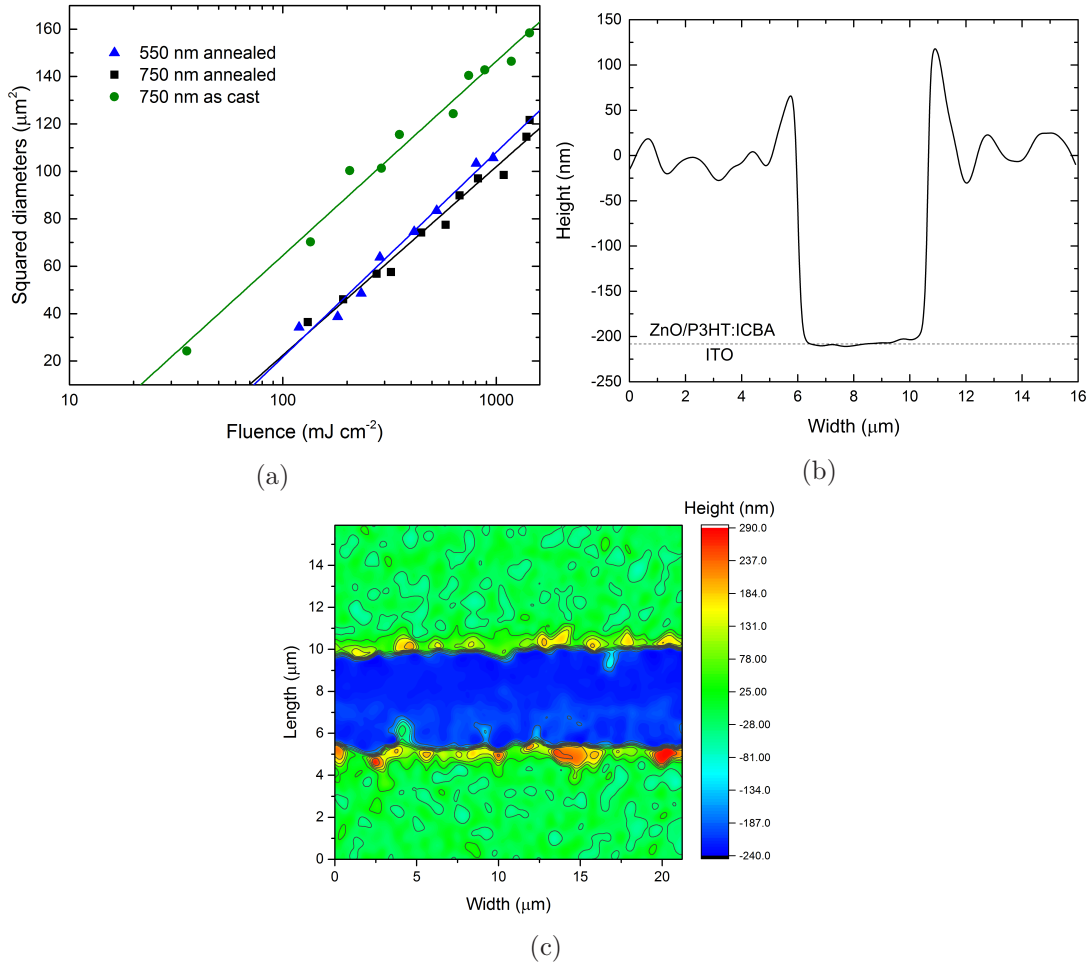 160
140
120
100
80
60
40
20
Squared diameters (μm²)
550 nm annealed
750 nm annealed
750 nm as cast
10 100 1000
Fluence (mJ cm⁻²)
(a)
150
100
50
0
-50
-100
-150
-200
-250
Height (nm)
ZnO/P3HT:ICBA
ITO
0 2 4 6 8 10 12 14 16
Width (μm)
(b)
14
12
10
8
6
4
2
0
Length (μm)
0 5 10 15 20
Width (μm)
Height (nm)
290.0
237.0
184.0
131.0
78.00
25.00
-28.00
-81.00
-134.0
-187.0
-240.0
(c)